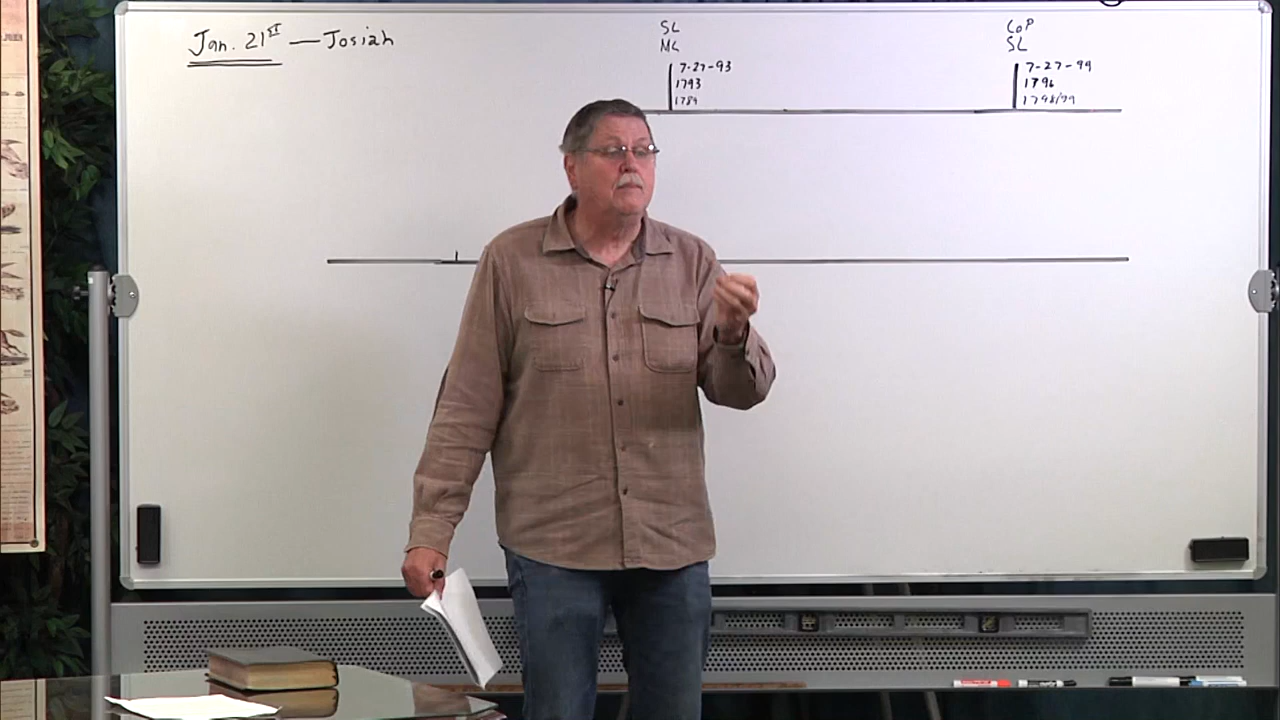 Jan. 21st — Josiah
SL
ML
7-27-93
1793
1789
CoP
SL
7-27-99
1796
1798/99